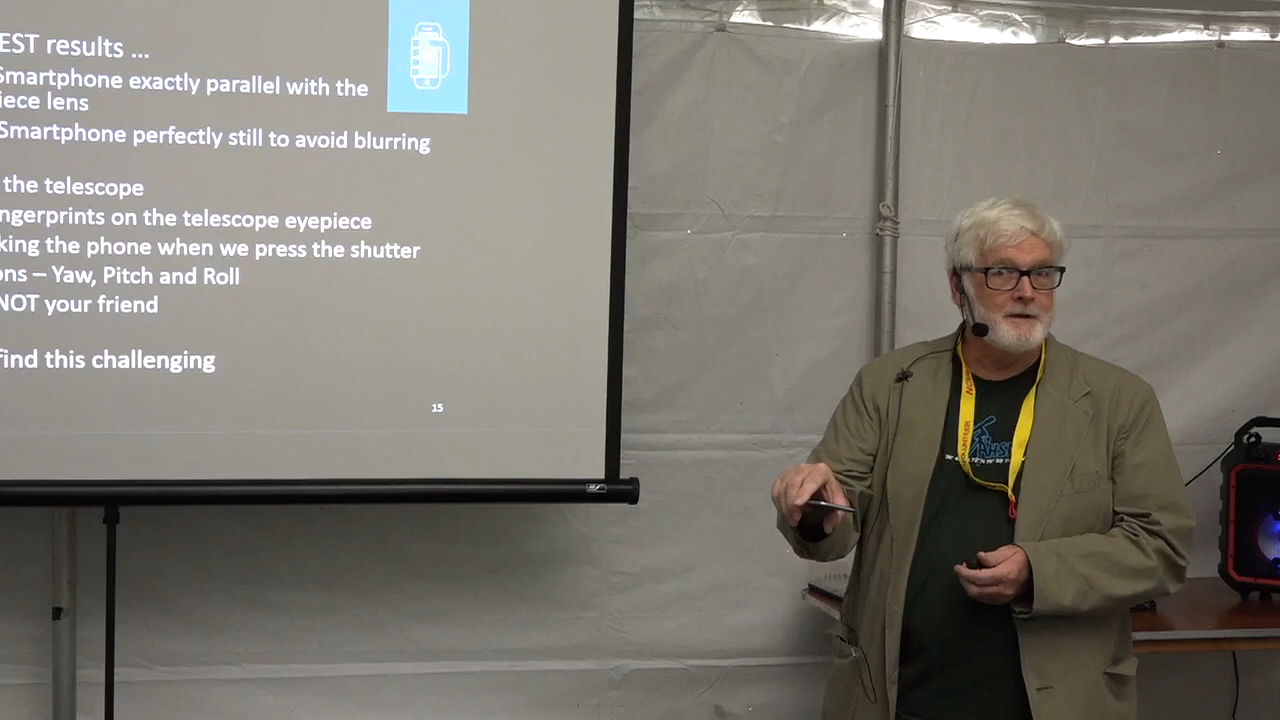 EST results ...
Smartphone exactly parallel with the
iece lens
Smartphone perfectly still to avoid blurring
the telescope
ngerprints on the telescope eyepiece
king the phone when we press the shutter
ons – Yaw, Pitch and Roll
NOT your friend
find this challenging
15